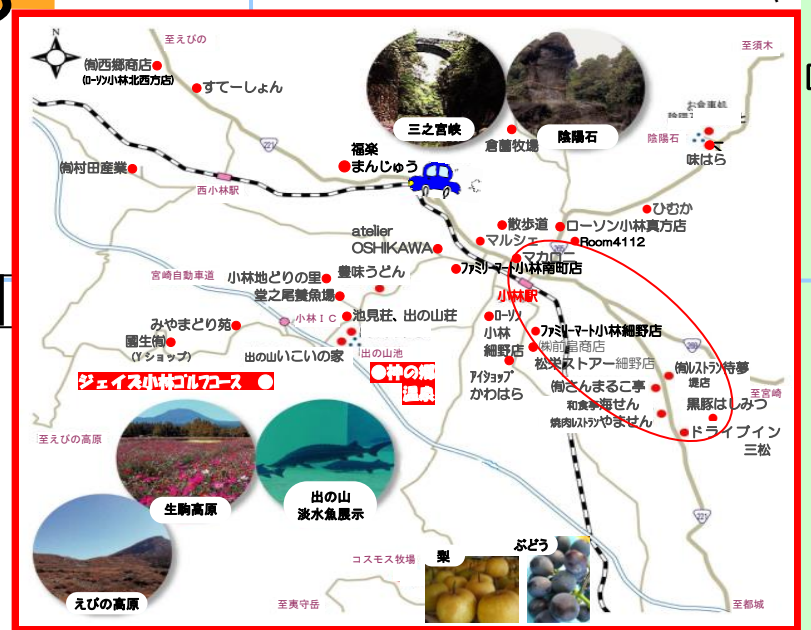 至えびの
至須木
㈲西郷商店
(ローソン小林北西方店)
すてーしょん
221
三之宮峡
陰陽石
倉薗牧場
陰陽石
味はら
㈲村田産業
福楽
まんじゅう
西小林駅
ひむか
散歩道
ローソン小林真方店
マルシェ
Room4112
atelier
OSHIKAWA
マカロニ
ファミリーマート小林南町店
宮崎自動車道
小林地どりの里
豊味うどん
堂之尾養魚場
小林駅
小林IC
池見荘、出の山荘
みやまどり苑
國生㈲
(Yショップ)
出の山いこいの家
出の山池
ローソン
小林
細野店
ファミリーマート小林細野店
松栄ストアー細野店
ジェイズ小林ゴルフコース
神の郷
温泉
アイショップ
かわはら
㈲レストラン待夢
堤店
㈲さんまるこ亭
和食亭海せん
焼肉レストランやません
黒豚はしみつ
至宮崎
ドライブイン
三松
至えびの高原
生駒高原
出の山
淡水魚展示
221
えびの高原
コスモス牧場
梨
ぶどう
至夷守岳
至都城